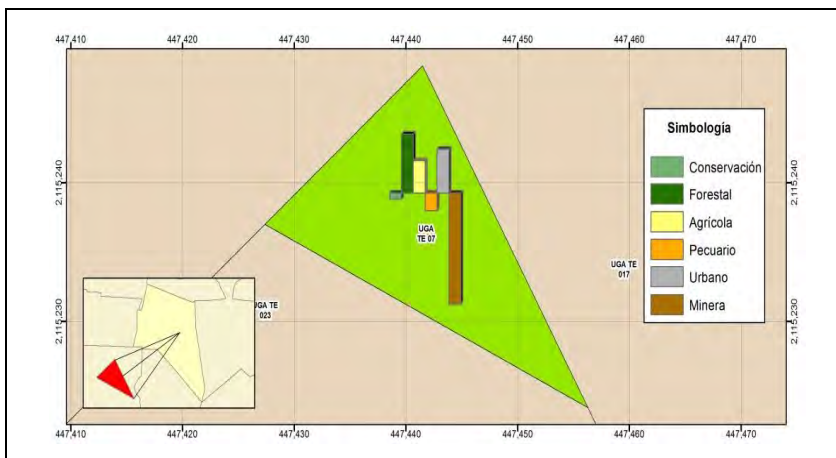 447,410 447,420 447,430 447,440 447,450 447,460 447,470
Simbología
Conservación
Forestal
Agrícola
Pecuario
Urbano
Minera
2,115,240
2,115,240
UGA
TE 07
UGA TE
017
2,115,230
2,115,230
UGA TE
023
447,410 447,420 447,430 447,440 447,450 447,460 447,470